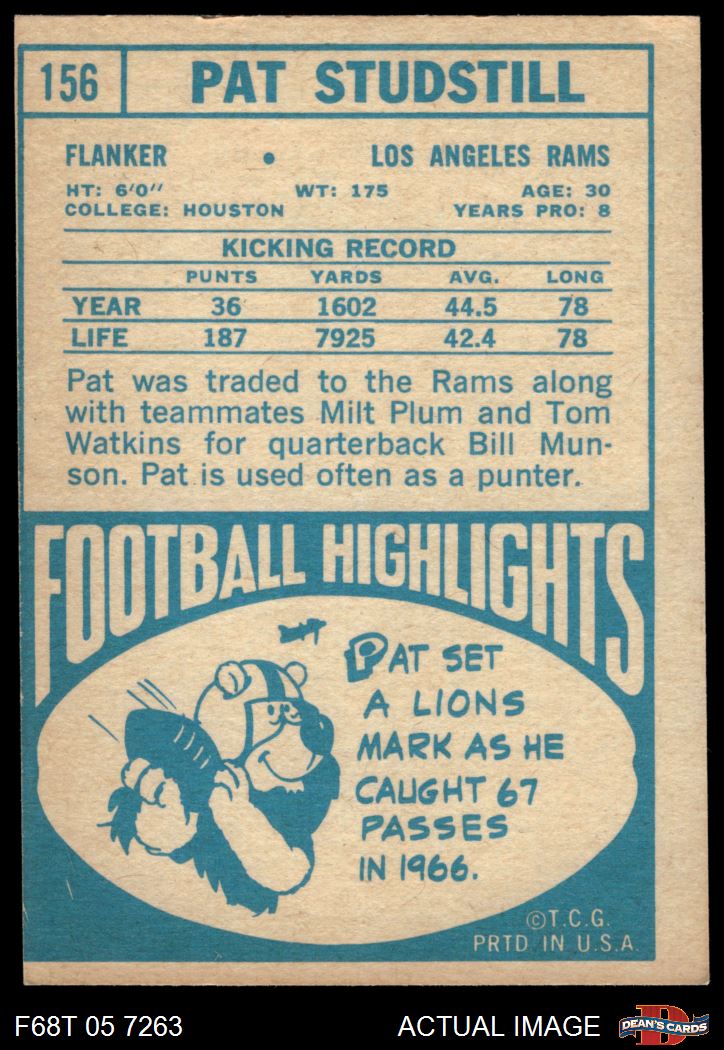 156 PAT STUDSTILL
FLANKER • LOS ANGELES RAMS
HT: 6'0" WT: 175 AGE: 30
COLLEGE: HOUSTON YEARS PRO: 8
KICKING RECORD
PUNTS YARDS AVG. LONG
YEAR 36 1602 44.5 78
LIFE 187 7925 42.4 78
Pat was traded to the Rams along
with teammates Milt Plum and Tom
Watkins for quarterback Bill Mun-
son. Pat is used often as a punter.
FOOTBALL HIGHLIGHTS
PAT SET
A LIONS
MARK AS HE
CAUGHT 67
PASSES
IN 1966.
©T.C.G.
PRTD IN U.S.A.
F68T 05 7263 ACTUAL IMAGE D DEAN'S CARDS